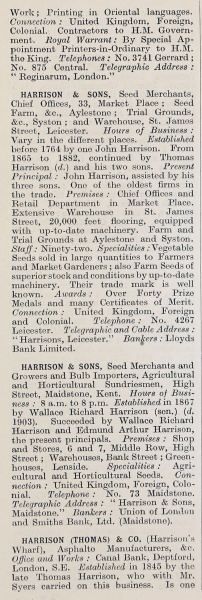 Work; Printing in Oriental languages.
Connection: United Kingdom, Foreign,
Colonial. Contractors to H.M. Govern-
ment. Royal Warrant: By Special Ap-
pointment Printers-in-Ordinary to H.M.
the King. Telephones: No. 3741 Gerrard;
No. 875 Central. Telegraphic Address:
" Reginarum, London."
HARRISON & SONS, Seed Merchants,
Chief Offices, 33, Market Place; Seed
Farm, &c., Aylestone; Trial Grounds,
&c., Syston; and Warehouse, St. James
Street, Leicester. Hours of Business:
Vary in the different places. Established
before 1764 by one John Harrison. From
1865 to 1882, continued by Thomas
Harrison (d.) and his two sons. Present
Principal: John Harrison, assisted by his
three sons. One of the oldest firms in
the trade. Premises: Chief Offices and
Retail Department in Market Place.
Extensive Warehouse in St. James
Street, 20,000 feet flooring, equipped
with up-to-date machinery. Farm and
Trial Grounds at Aylestone and Syston.
Staff: Ninety-two. Specialities: Vegetable
Seeds sold in large quantities to Farmers
and Market Gardeners; also Farm Seeds of
superior stock and conditions by up-to-date
machinery. Their trade mark is well
known. Awards: Over Forty Prize
Medals and many Certificates of Merit.
Connection: United Kingdom, Foreign
and Colonial. Telephone: No. 4267
Leicester. Telegraphic and Cable Address:
" Harrisons, Leicester." Bankers: Lloyds
Bank Limited.
HARRISON & SONS, Seed Merchants and
Growers and Bulb Importers, Agricultural
and Horticultural Sundriesmen, High
Street, Maidstone, Kent. Hours of Busi-
ness: 8 a.m. to 8 p.m. Established in 1867
by Wallace Richard Harrison (sen.) (d.
1903). Succeeded by Wallace Richard
Harrison and Edmund Arthur Harrison,
the present principals. Premises: Shop
and Stores, 6 and 7, Middle Row, High
Street; Warehouses, Bank Street; Green-
houses, Lenside. Specialities: Agri-
cultural and Horticultural Seeds. Con-
nection: United Kingdom, Foreign, Colo-
nial. Telephone: No. 73 Maidstone.
Telegraphic Address: " Harrison & Sons,
Maidstone." Bankers: Union of London
and Smiths Bank, Ltd. (Maidstone).
HARRISON (THOMAS) & CO. (Harrison's
Wharf), Asphalte Manufacturers, &c.
Office and Works: Canal Bank, Deptford,
London, S.E. Established in 1845 by the
late Thomas Harrison, who with Mr.
Syers carried on this business. Is one